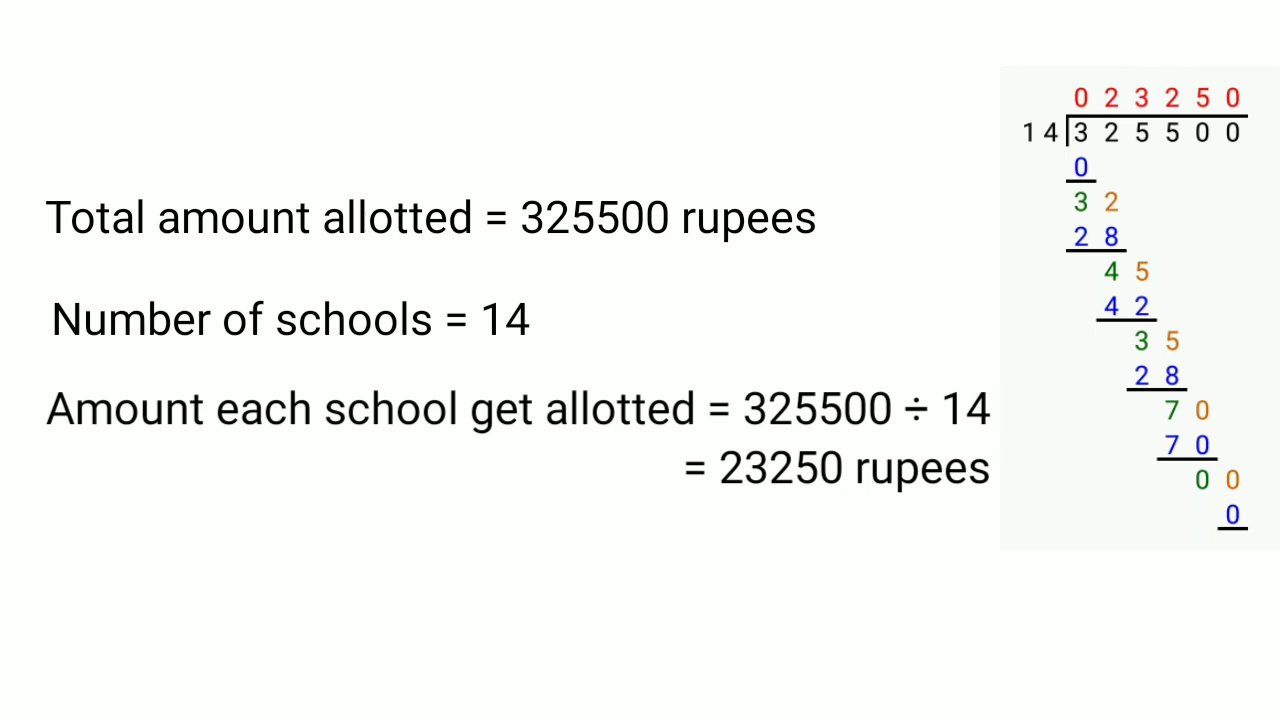 Total amount allotted = 325500 rupees
Number of schools = 14
Amount each school get allotted = 325500 ÷ 14
= 23250 rupees
0 2 3 2 5 0
1 4 3 2 5 5 0 0
0
3 2
2 8
4 5
4 2
3 5
2 8
7 0
7 0
0 0
0